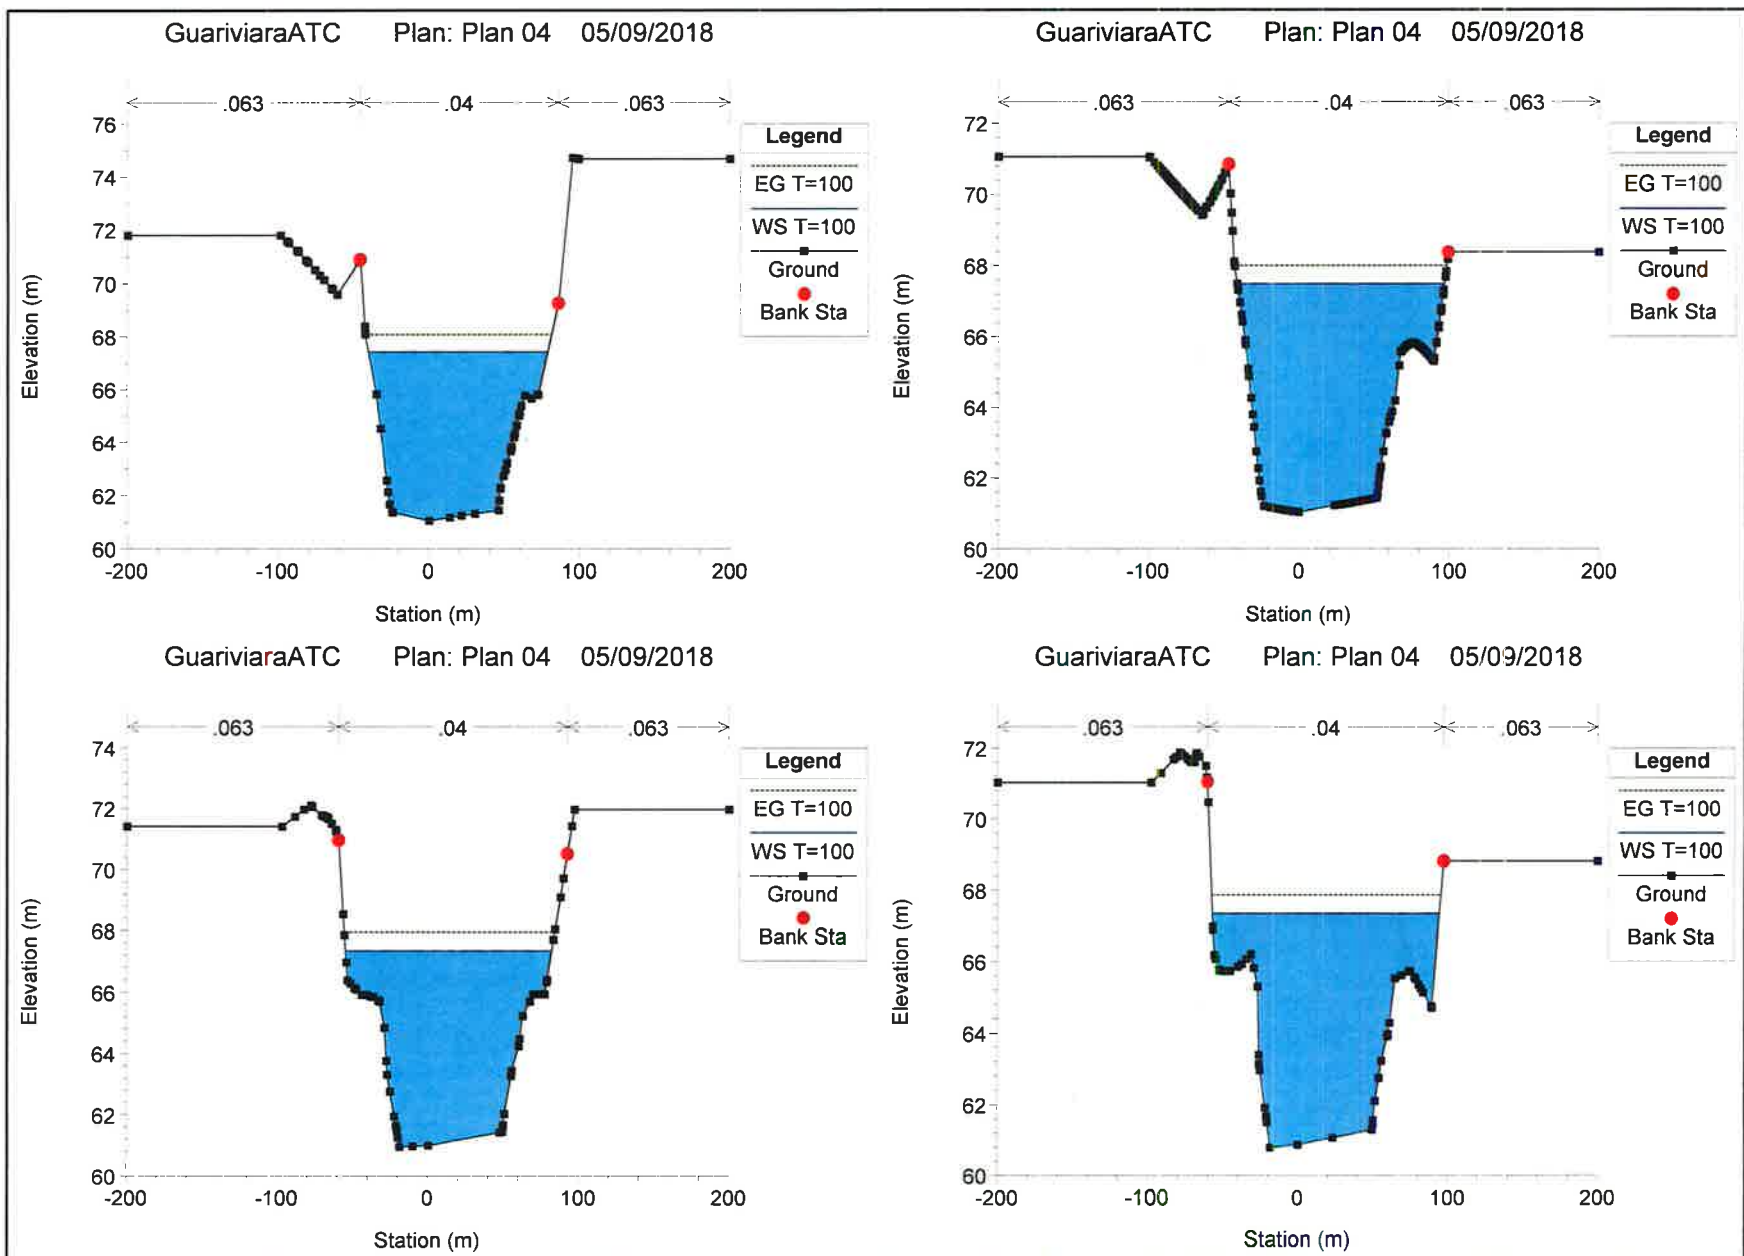 GuariviaraATC Plan: Plan 04 05/09/2018
.063 .04 .063
76
74
72
70
68
66
64
62
60
-200 -100 0 100 200
Elevation (m)
Station (m)
Legend
EG T=100
WS T=100
Ground
Bank Sta
GuariviaraATC Plan: Plan 04 05/09/2018
.063 .04 .063
72
70
68
66
64
62
60
-200 -100 0 100 200
Elevation (m)
Station (m)
Legend
EG T=100
WS T=100
Ground
Bank Sta
GuariviaraATC Plan: Plan 04 05/09/2018
.063 .04 .063
74
72
70
68
66
64
62
60
-200 -100 0 100 200
Elevation (m)
Station (m)
Legend
EG T=100
WS T=100
Ground
Bank Sta
GuariviaraATC Plan: Plan 04 05/09/2018
.063 .04 .063
72
70
68
66
64
62
60
-200 -100 0 100 200
Elevation (m)
Station (m)
Legend
EG T=100
WS T=100
Ground
Bank Sta